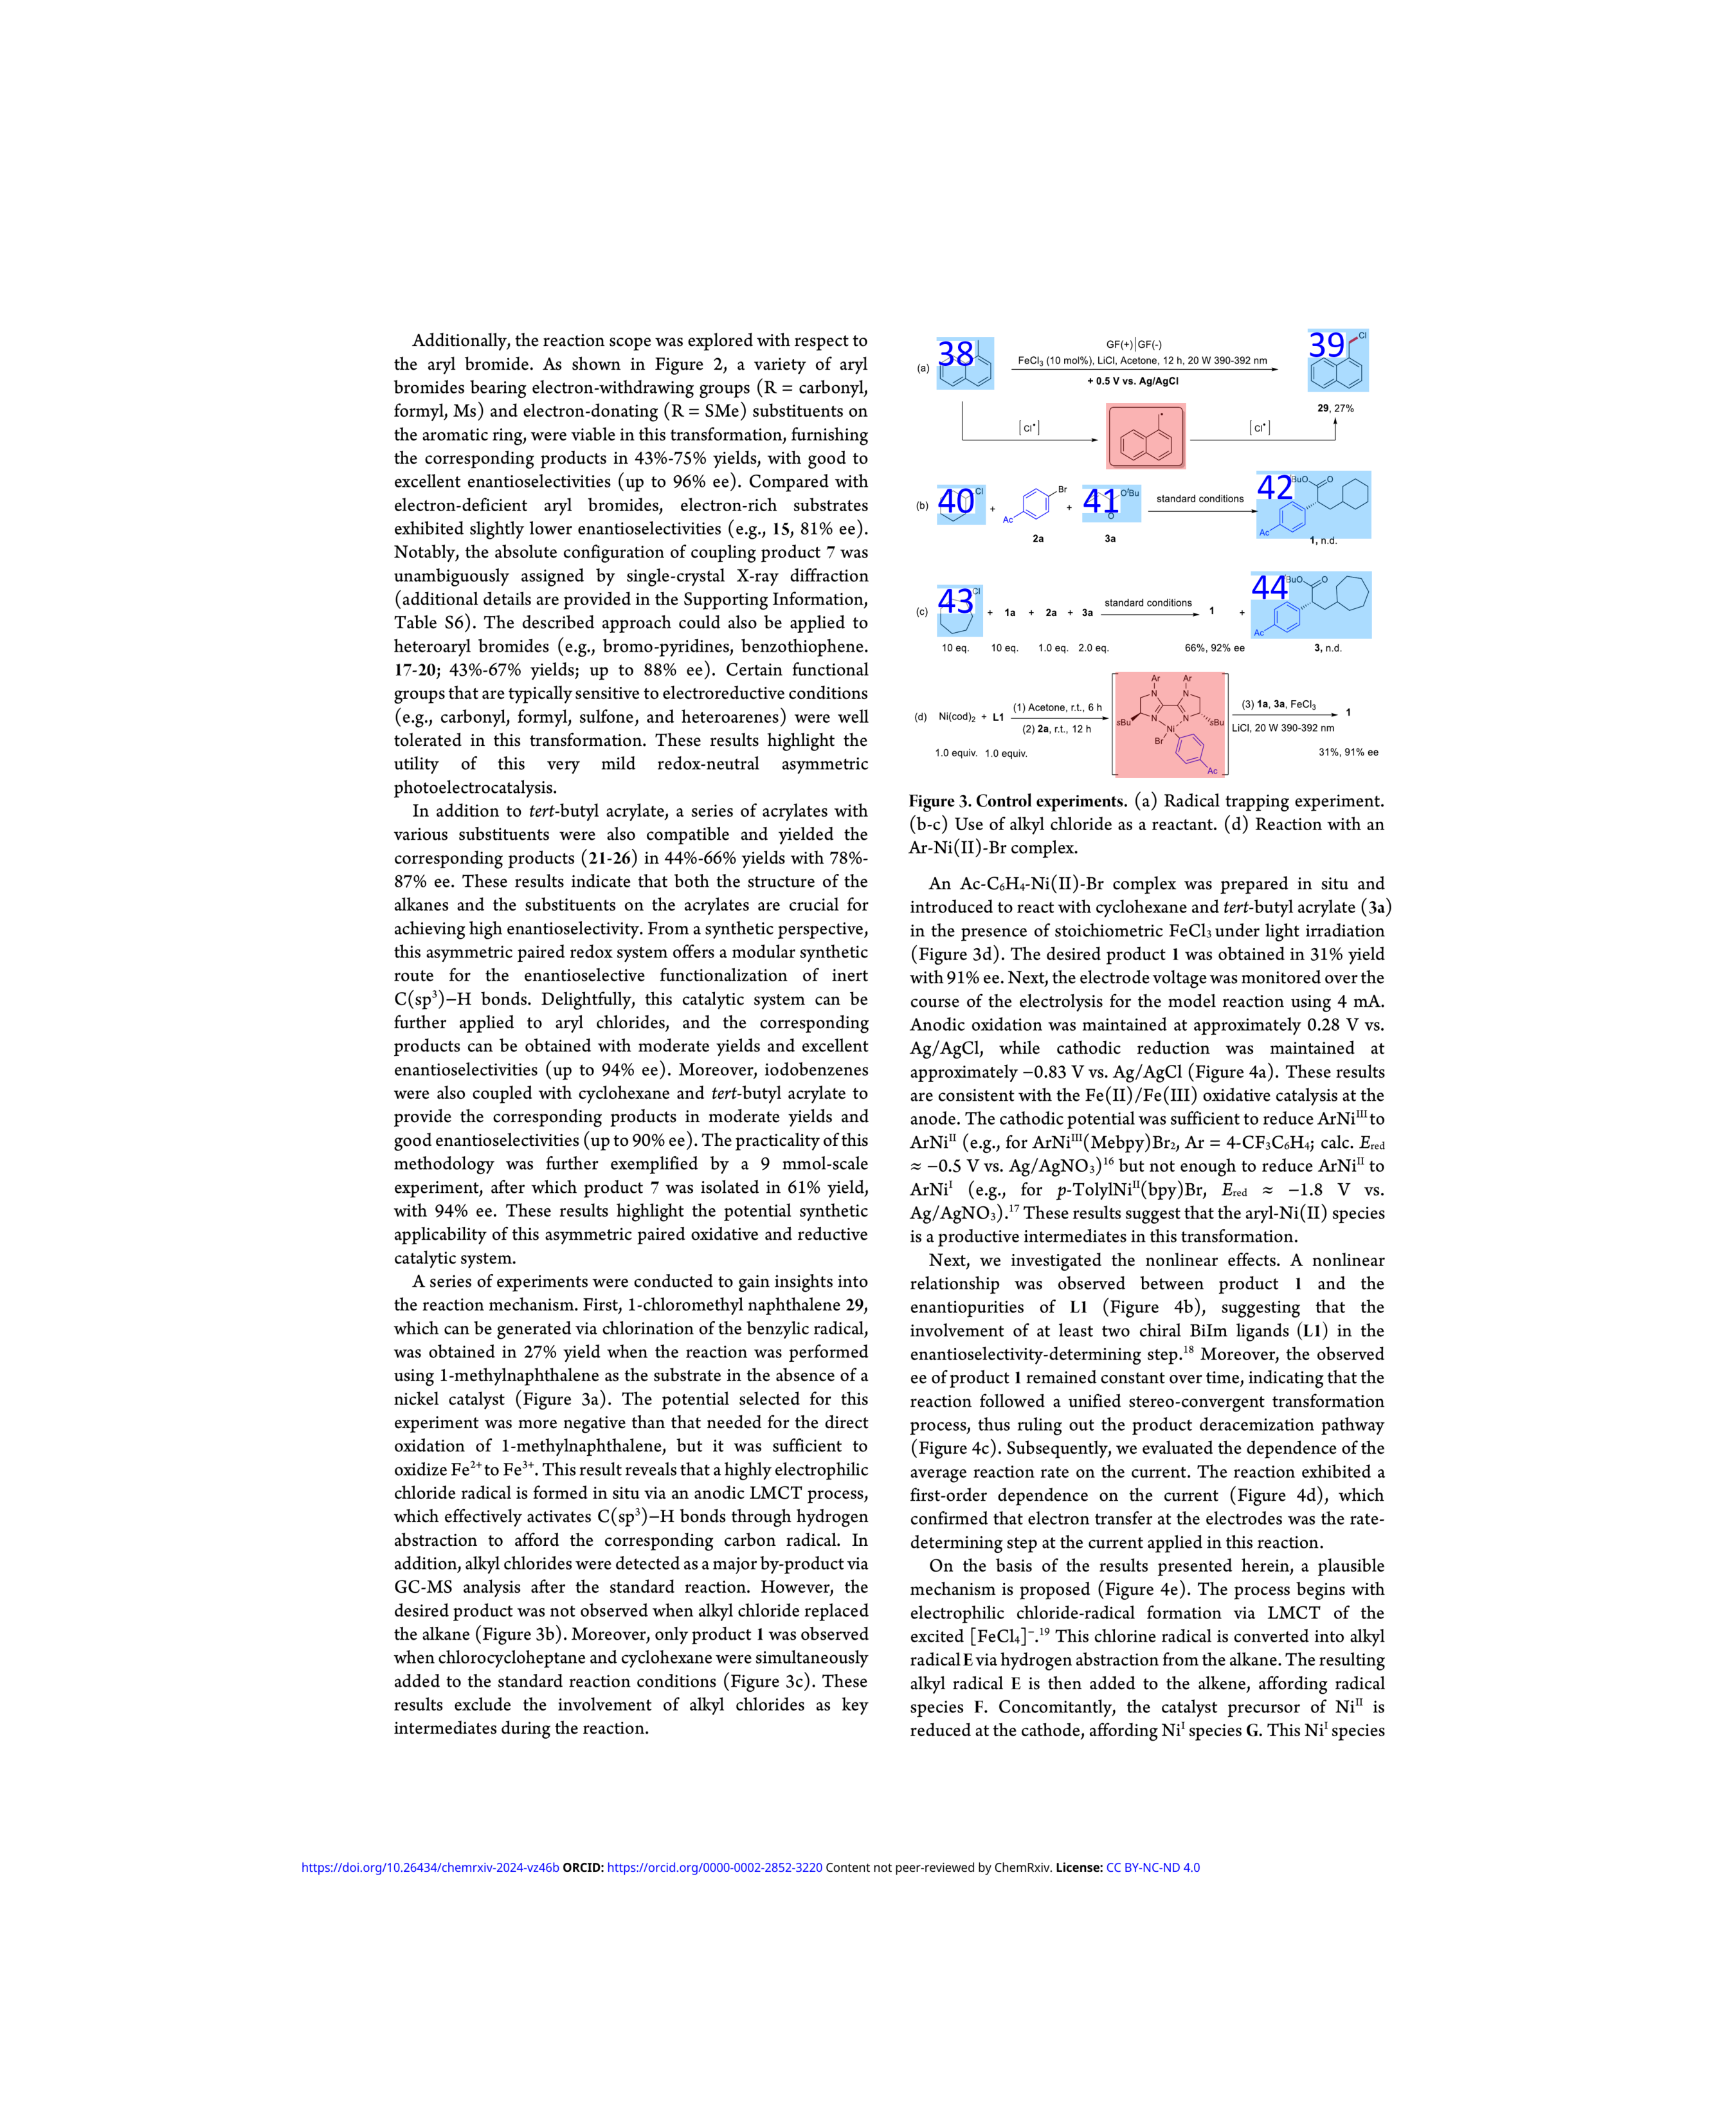 Additionally, the reaction scope was explored with respect to
the aryl bromide. As shown in Figure 2, a variety of aryl
bromides bearing electron-withdrawing groups (R = carbonyl,
formyl, Ms) and electron-donating (R = SMe) substituents on
the aromatic ring, were viable in this transformation, furnishing
the corresponding products in 43%-75% yields, with good to
excellent enantioselectivities (up to 96% ee). Compared with
electron-deficient aryl bromides, electron-rich substrates
exhibited slightly lower enantioselectivities (e.g., 15, 81% ee).
Notably, the absolute configuration of coupling product 7 was
unambiguously assigned by single-crystal X-ray diffraction
(additional details are provided in the Supporting Information,
Table S6). The described approach could also be applied to
heteroaryl bromides (e.g., bromo-pyridines, benzothiophene.
17-20; 43%-67% yields; up to 88% ee). Certain functional
groups that are typically sensitive to electroreductive conditions
(e.g., carbonyl, formyl, sulfone, and heteroarenes) were well
tolerated in this transformation. These results highlight the
utility of this very mild redox-neutral asymmetric
photoelectrocatalysis.
In addition to tert-butyl acrylate, a series of acrylates with
various substituents were also compatible and yielded the
corresponding products (21-26) in 44%-66% yields with 78%-
87% ee. These results indicate that both the structure of the
alkanes and the substituents on the acrylates are crucial for
achieving high enantioselectivity. From a synthetic perspective,
this asymmetric paired redox system offers a modular synthetic
route for the enantioselective functionalization of inert
C(sp³)−H bonds. Delightfully, this catalytic system can be
further applied to aryl chlorides, and the corresponding
products can be obtained with moderate yields and excellent
enantioselectivities (up to 94% ee). Moreover, iodobenzenes
were also coupled with cyclohexane and tert-butyl acrylate to
provide the corresponding products in moderate yields and
good enantioselectivities (up to 90% ee). The practicality of this
methodology was further exemplified by a 9 mmol-scale
experiment, after which product 7 was isolated in 61% yield,
with 94% ee. These results highlight the potential synthetic
applicability of this asymmetric paired oxidative and reductive
catalytic system.
A series of experiments were conducted to gain insights into
the reaction mechanism. First, 1-chloromethyl naphthalene 29,
which can be generated via chlorination of the benzylic radical,
was obtained in 27% yield when the reaction was performed
using 1-methylnaphthalene as the substrate in the absence of a
nickel catalyst (Figure 3a). The potential selected for this
experiment was more negative than that needed for the direct
oxidation of 1-methylnaphthalene, but it was sufficient to
oxidize Fe²⁺ to Fe³⁺. This result reveals that a highly electrophilic
chloride radical is formed in situ via an anodic LMCT process,
which effectively activates C(sp³)−H bonds through hydrogen
abstraction to afford the corresponding carbon radical. In
addition, alkyl chlorides were detected as a major by-product via
GC-MS analysis after the standard reaction. However, the
desired product was not observed when alkyl chloride replaced
the alkane (Figure 3b). Moreover, only product 1 was observed
when chlorocycloheptane and cyclohexane were simultaneously
added to the standard reaction conditions (Figure 3c). These
results exclude the involvement of alkyl chlorides as key
intermediates during the reaction.
(a) 38 GF(+)|GF(-) 39 Cl
FeCl₃ (10 mol%), LiCl, Acetone, 12 h, 20 W 390-392 nm
+ 0.5 V vs. Ag/AgCl
29, 27%
[Cl•] [Cl•]
(b) 40 Cl + Ac Br + 41 OᵗBu O standard conditions 42 BuO O Ac
2a 3a 1, n.d.
(c) 43 Cl + 1a + 2a + 3a standard conditions 1 + 44 BuO O Ac
10 eq. 10 eq. 1.0 eq. 2.0 eq. 66%, 92% ee 3, n.d.
(d) Ni(cod)₂ + L1 (1) Acetone, r.t., 6 h
(2) 2a, r.t., 12 h
Ar Ar
N N
sBu N N sBu
Ni
Br
Ac
(3) 1a, 3a, FeCl₃ 1
LiCl, 20 W 390-392 nm
1.0 equiv. 1.0 equiv. 31%, 91% ee
Figure 3. Control experiments. (a) Radical trapping experiment.
(b-c) Use of alkyl chloride as a reactant. (d) Reaction with an
Ar-Ni(II)-Br complex.
An Ac-C₆H₄-Ni(II)-Br complex was prepared in situ and
introduced to react with cyclohexane and tert-butyl acrylate (3a)
in the presence of stoichiometric FeCl₃ under light irradiation
(Figure 3d). The desired product 1 was obtained in 31% yield
with 91% ee. Next, the electrode voltage was monitored over the
course of the electrolysis for the model reaction using 4 mA.
Anodic oxidation was maintained at approximately 0.28 V vs.
Ag/AgCl, while cathodic reduction was maintained at
approximately −0.83 V vs. Ag/AgCl (Figure 4a). These results
are consistent with the Fe(II)/Fe(III) oxidative catalysis at the
anode. The cathodic potential was sufficient to reduce ArNiᴵᴵᴵ to
ArNiᴵᴵ (e.g., for ArNiᴵᴵᴵ(Mebpy)Br₂, Ar = 4-CF₃C₆H₄; calc. Ered
≈ −0.5 V vs. Ag/AgNO₃)¹⁶ but not enough to reduce ArNiᴵᴵ to
ArNiᴵ (e.g., for p-TolylNiᴵᴵ(bpy)Br, Ered ≈ −1.8 V vs.
Ag/AgNO₃).¹⁷ These results suggest that the aryl-Ni(II) species
is a productive intermediates in this transformation.
Next, we investigated the nonlinear effects. A nonlinear
relationship was observed between product 1 and the
enantiopurities of L1 (Figure 4b), suggesting that the
involvement of at least two chiral BiIm ligands (L1) in the
enantioselectivity-determining step.¹⁸ Moreover, the observed
ee of product 1 remained constant over time, indicating that the
reaction followed a unified stereo-convergent transformation
process, thus ruling out the product deracemization pathway
(Figure 4c). Subsequently, we evaluated the dependence of the
average reaction rate on the current. The reaction exhibited a
first-order dependence on the current (Figure 4d), which
confirmed that electron transfer at the electrodes was the rate-
determining step at the current applied in this reaction.
On the basis of the results presented herein, a plausible
mechanism is proposed (Figure 4e). The process begins with
electrophilic chloride-radical formation via LMCT of the
excited [FeCl₄]⁻.¹⁹ This chlorine radical is converted into alkyl
radical E via hydrogen abstraction from the alkane. The resulting
alkyl radical E is then added to the alkene, affording radical
species F. Concomitantly, the catalyst precursor of Niᴵᴵ is
reduced at the cathode, affording Niᴵ species G. This Niᴵ species
https://doi.org/10.26434/chemrxiv-2024-vz46b ORCID: https://orcid.org/0000-0002-2852-3220 Content not peer-reviewed by ChemRxiv. License: CC BY-NC-ND 4.0